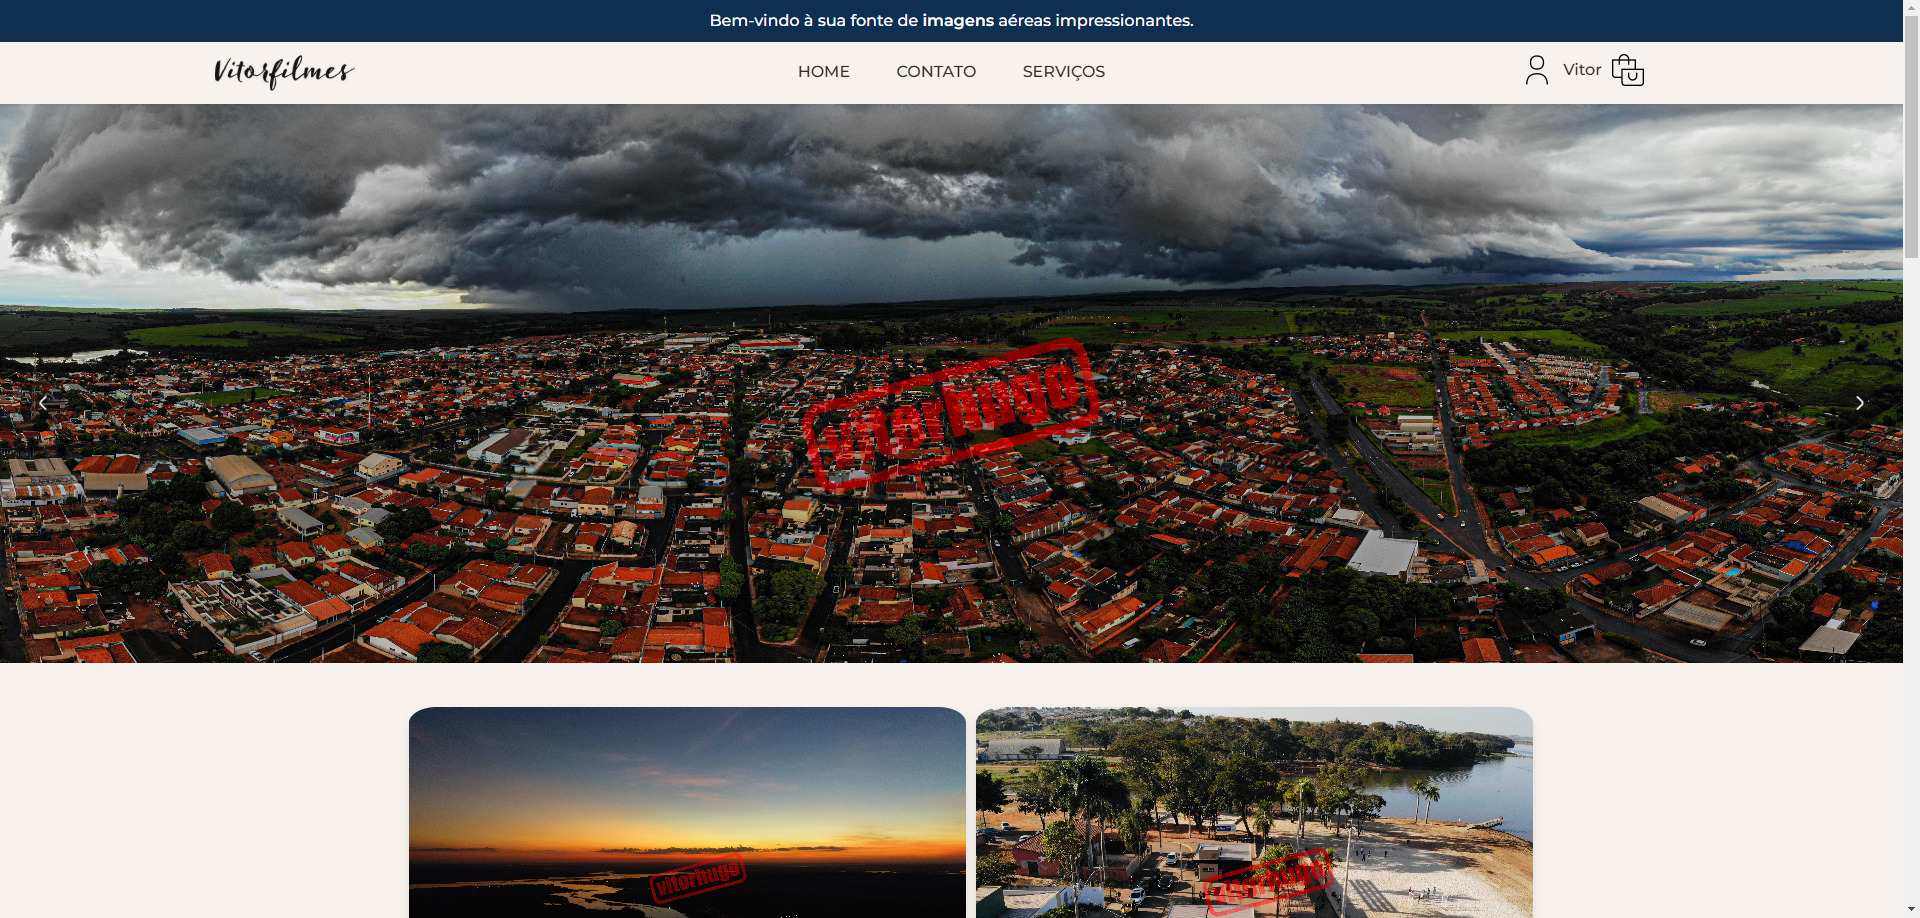 Bem-vindo à sua fonte de imagens aéreas impressionantes.
Vitorfilmes
HOME CONTATO SERVIÇOS
Vitor
vitorhugo
vitorhugo
vitorhugo